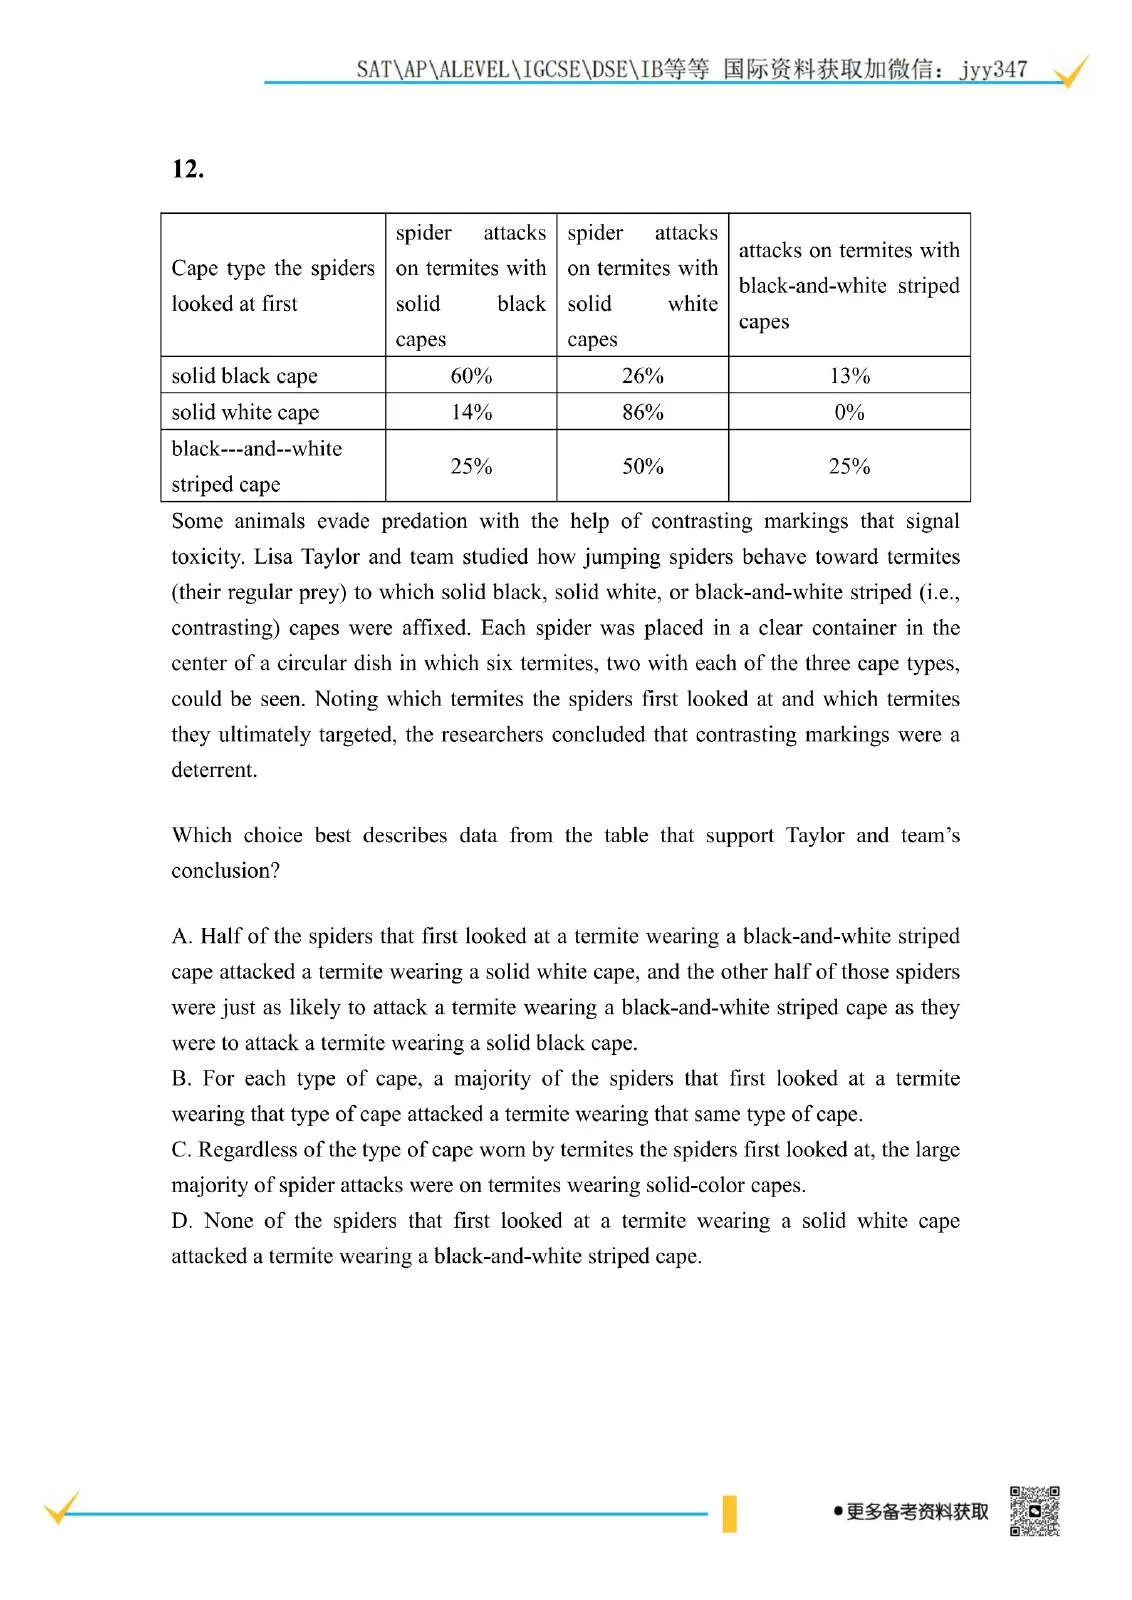 SAT\AP\ALEVEL\IGCSE\DSE\IB等等 国际资料获取加微信：jyy347
12.
Cape type the spiders looked at first
spider attacks on termites with solid black capes
spider attacks on termites with solid white capes
attacks on termites with black-and-white striped capes
solid black cape 60% 26% 13%
solid white cape 14% 86% 0%
black---and--white striped cape 25% 50% 25%
Some animals evade predation with the help of contrasting markings that signal
toxicity. Lisa Taylor and team studied how jumping spiders behave toward termites
(their regular prey) to which solid black, solid white, or black-and-white striped (i.e.,
contrasting) capes were affixed. Each spider was placed in a clear container in the
center of a circular dish in which six termites, two with each of the three cape types,
could be seen. Noting which termites the spiders first looked at and which termites
they ultimately targeted, the researchers concluded that contrasting markings were a
deterrent.
Which choice best describes data from the table that support Taylor and team's
conclusion?
A. Half of the spiders that first looked at a termite wearing a black-and-white striped
cape attacked a termite wearing a solid white cape, and the other half of those spiders
were just as likely to attack a termite wearing a black-and-white striped cape as they
were to attack a termite wearing a solid black cape.
B. For each type of cape, a majority of the spiders that first looked at a termite
wearing that type of cape attacked a termite wearing that same type of cape.
C. Regardless of the type of cape worn by termites the spiders first looked at, the large
majority of spider attacks were on termites wearing solid-color capes.
D. None of the spiders that first looked at a termite wearing a solid white cape
attacked a termite wearing a black-and-white striped cape.
●更多备考资料获取